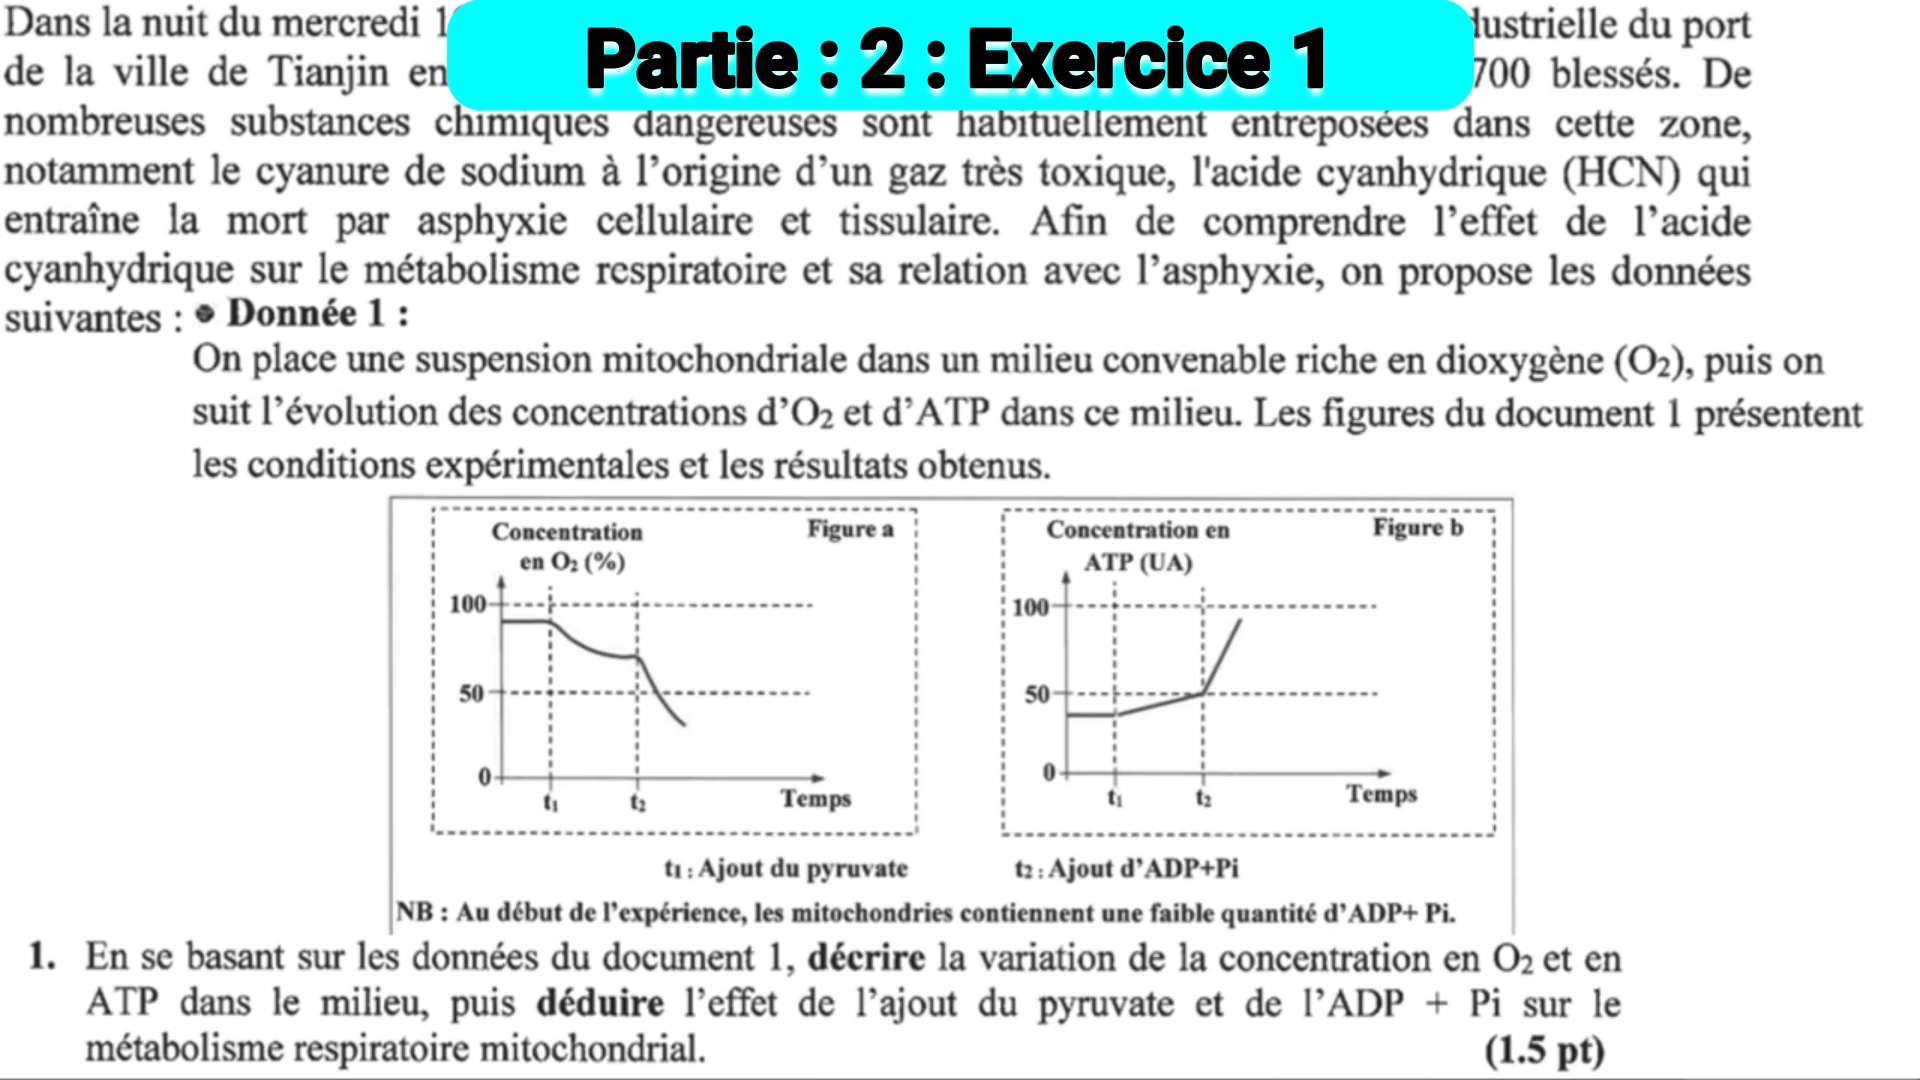 Partie : 2 : Exercice 1
Dans la nuit du mercredi 1 dustrielle du port
de la ville de Tianjin en 700 blessés. De
nombreuses substances chimiques dangereuses sont habituellement entreposées dans cette zone,
notamment le cyanure de sodium à l’origine d’un gaz très toxique, l'acide cyanhydrique (HCN) qui
entraîne la mort par asphyxie cellulaire et tissulaire. Afin de comprendre l’effet de l’acide
cyanhydrique sur le métabolisme respiratoire et sa relation avec l’asphyxie, on propose les données
suivantes : • Donnée 1 :
On place une suspension mitochondriale dans un milieu convenable riche en dioxygène (O₂), puis on
suit l’évolution des concentrations d’O₂ et d’ATP dans ce milieu. Les figures du document 1 présentent
les conditions expérimentales et les résultats obtenus.
Concentration
en O₂ (%)
Figure a
100
50
0
t₁
t₂
Temps
Concentration en
ATP (UA)
Figure b
100
50
0
t₁
t₂
Temps
t₁ : Ajout du pyruvate t₂ : Ajout d’ADP+Pi
NB : Au début de l’expérience, les mitochondries contiennent une faible quantité d’ADP+ Pi.
1. En se basant sur les données du document 1, décrire la variation de la concentration en O₂ et en
ATP dans le milieu, puis déduire l’effet de l’ajout du pyruvate et de l’ADP + Pi sur le
métabolisme respiratoire mitochondrial. (1.5 pt)